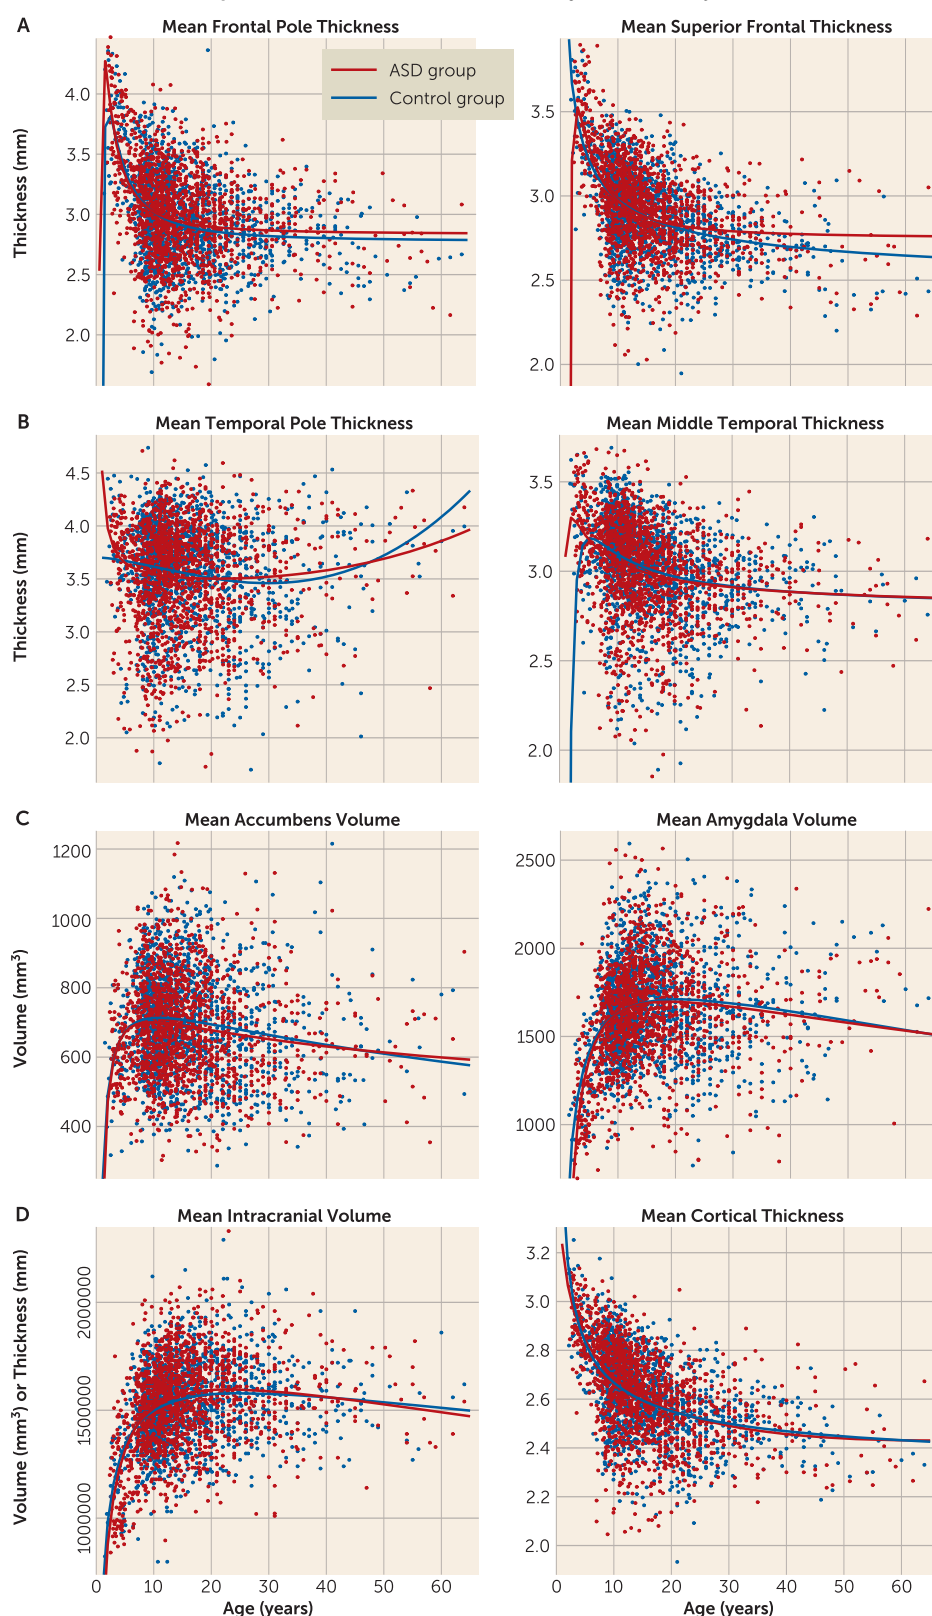 A
Mean Frontal Pole Thickness
Mean Superior Frontal Thickness
ASD group
Control group
Thickness (mm)
4.0
3.5
3.0
2.5
2.0
3.5
3.0
2.5
2.0
B
Mean Temporal Pole Thickness
Mean Middle Temporal Thickness
Thickness (mm)
4.5
4.0
3.5
3.0
2.5
2.0
3.5
3.0
2.5
2.0
C
Mean Accumbens Volume
Mean Amygdala Volume
Volume (mm³)
1200
1000
800
600
400
2500
2000
1500
1000
D
Mean Intracranial Volume
Mean Cortical Thickness
Volume (mm³) or Thickness (mm)
2000000
1500000
1000000
3.2
3.0
2.8
2.6
2.4
2.2
2.0
0 10 20 30 40 50 60
0 10 20 30 40 50 60
Age (years)
Age (years)